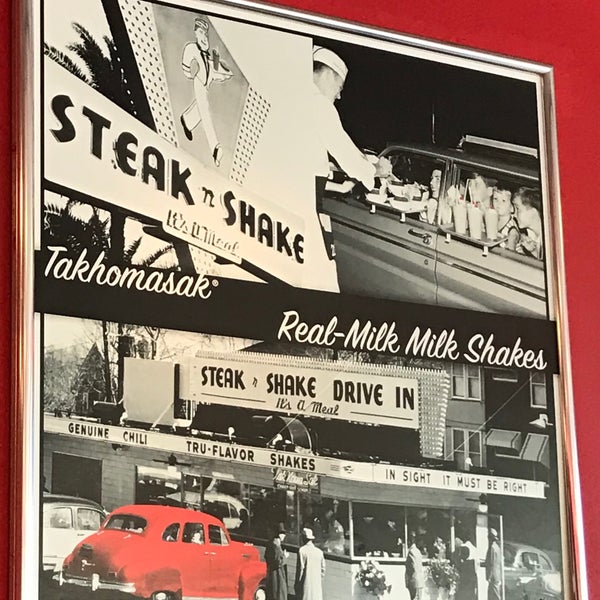 STEAK n SHAKE
It's A Meal
Takhomasak®
Real-Milk Milk Shakes
STEAK n SHAKE DRIVE IN
It's A Meal
GENUINE CHILI TRU-FLAVOR SHAKES IN SIGHT IT MUST BE RIGHT